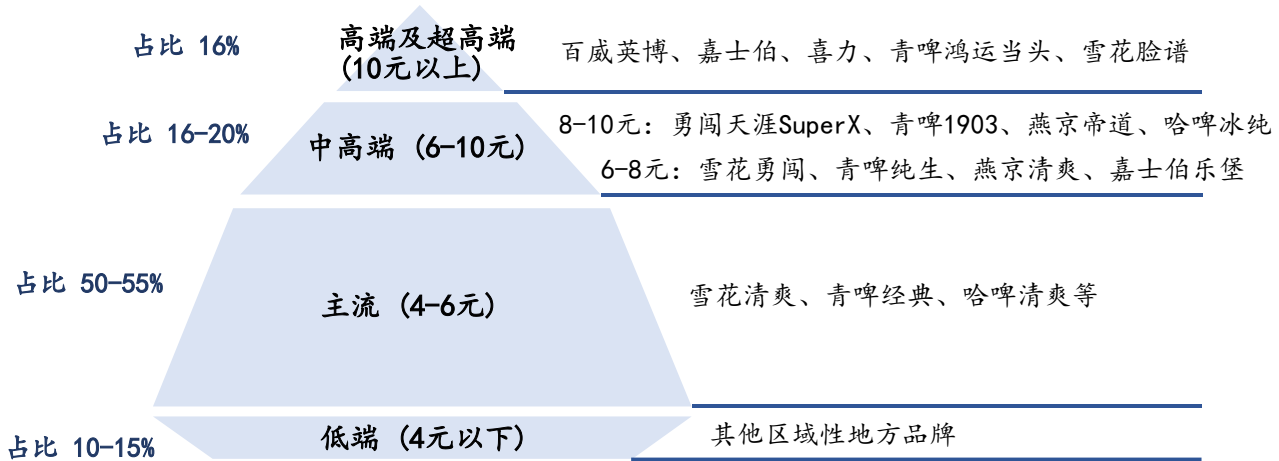 占比 16%
高端及超高端
(10元以上)
百威英博、嘉士伯、喜力、青啤鸿运当头、雪花脸谱
占比 16-20%
中高端 (6-10元)
8-10元: 勇闯天涯SuperX、青啤1903、燕京帝道、哈啤冰纯
6-8元: 雪花勇闯、青啤纯生、燕京清爽、嘉士伯乐堡
占比 50-55%
主流 (4-6元)
雪花清爽、青啤经典、哈啤清爽等
占比 10-15%
低端 (4元以下)
其他区域性地方品牌